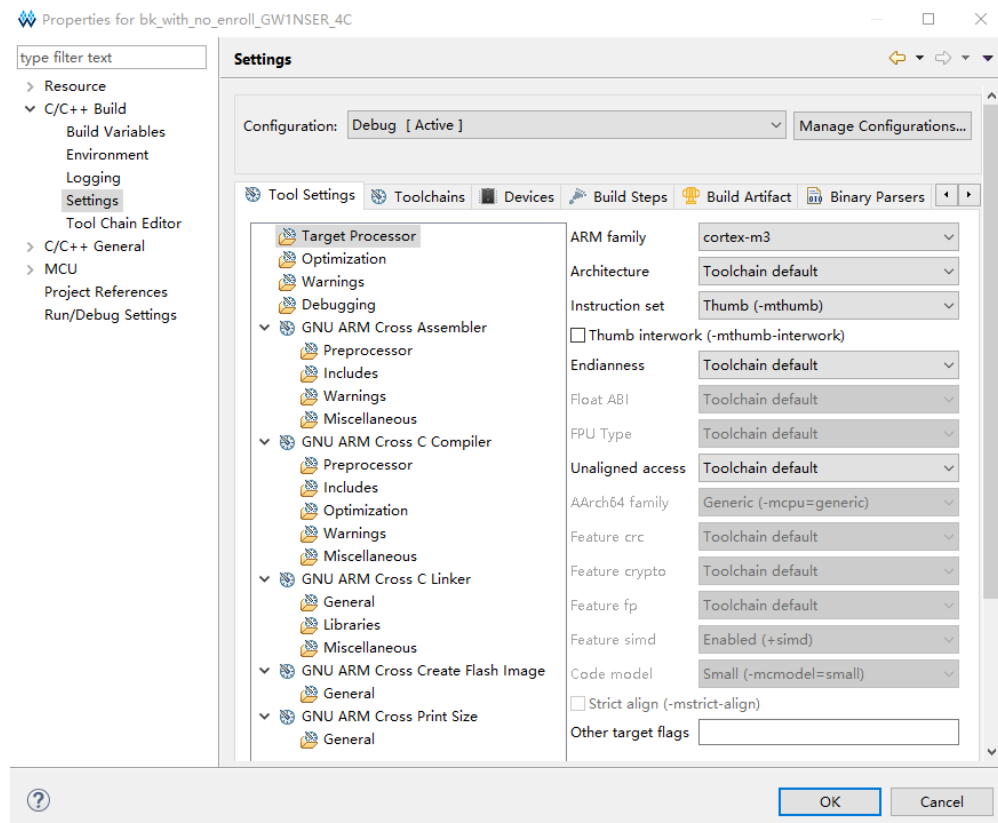 Properties for bk_with_no_enroll_GW1NSER_4C
type filter text
Resource
C/C++ Build
Build Variables
Environment
Logging
Settings
Tool Chain Editor
C/C++ General
MCU
Project References
Run/Debug Settings
Settings
Configuration: Debug [ Active ] Manage Configurations...
Tool Settings Toolchains Devices Build Steps Build Artifact Binary Parsers
Target Processor
Optimization
Warnings
Debugging
GNU ARM Cross Assembler
Preprocessor
Includes
Warnings
Miscellaneous
GNU ARM Cross C Compiler
Preprocessor
Includes
Optimization
Warnings
Miscellaneous
GNU ARM Cross C Linker
General
Libraries
Miscellaneous
GNU ARM Cross Create Flash Image
General
GNU ARM Cross Print Size
General
ARM family cortex-m3
Architecture Toolchain default
Instruction set Thumb (-mthumb)
Thumb interwork (-mthumb-interwork)
Endianness Toolchain default
Float ABI Toolchain default
FPU Type Toolchain default
Unaligned access Toolchain default
AArch64 family Generic (-mcpu=generic)
Feature crc Toolchain default
Feature crypto Toolchain default
Feature fp Toolchain default
Feature simd Enabled (+simd)
Code model Small (-mcmodel=small)
Strict align (-mstrict-align)
Other target flags
OK Cancel